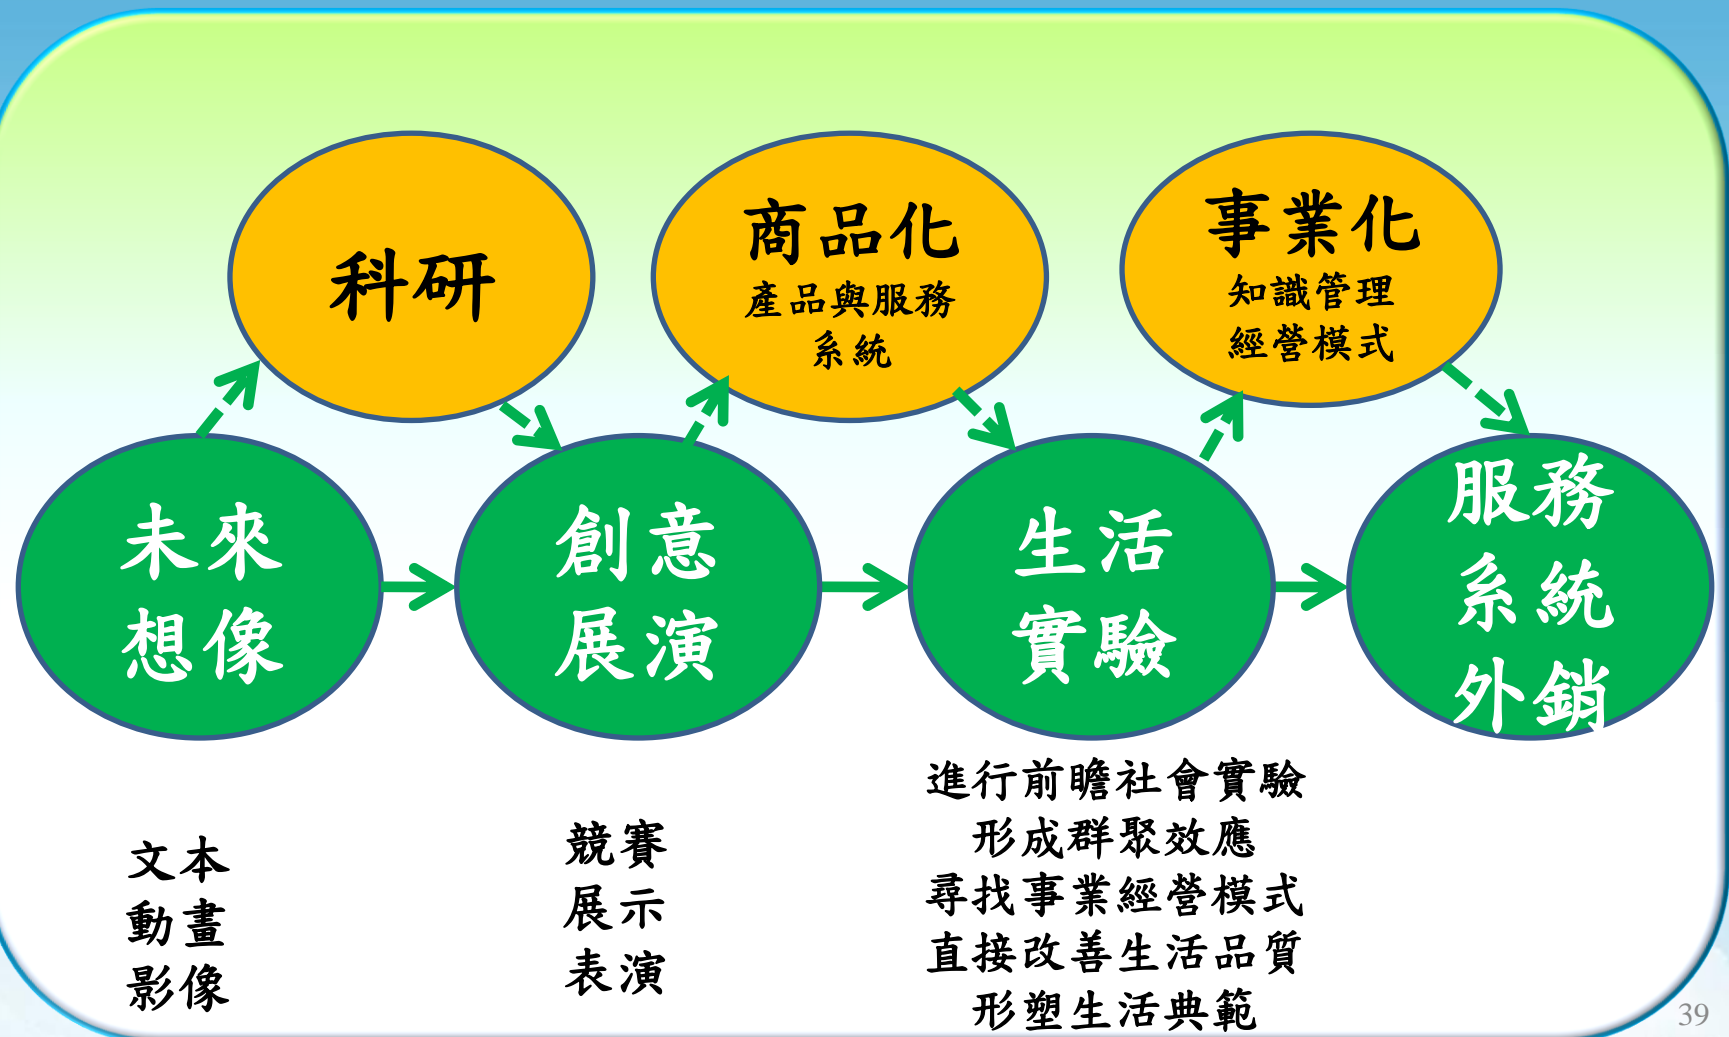 科研
商品化
產品與服務
系統
事業化
知識管理
經營模式
未來
想像
創意
展演
生活
實驗
服務
系統
外銷
文本
動畫
影像
競賽
展示
表演
進行前瞻社會實驗
形成群聚效應
尋找事業經營模式
直接改善生活品質
形塑生活典範
39